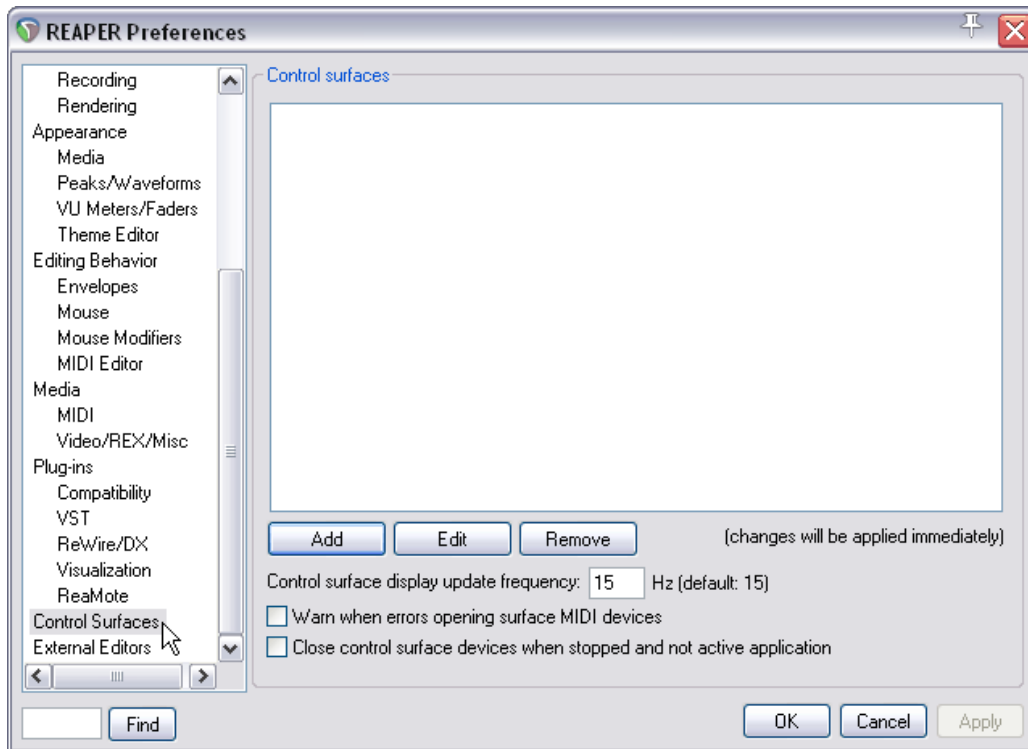 REAPER Preferences
Recording
Rendering
Appearance
Media
Peaks/Waveforms
VU Meters/Faders
Theme Editor
Editing Behavior
Envelopes
Mouse
Mouse Modifiers
MIDI Editor
Media
MIDI
Video/REX/Misc
Plug-ins
Compatibility
VST
ReWire/DX
Visualization
ReaMote
Control Surfaces
External Editors
Find
Control surfaces
Add Edit Remove (changes will be applied immediately)
Control surface display update frequency: 15 Hz (default: 15)
Warn when errors opening surface MIDI devices
Close control surface devices when stopped and not active application
OK Cancel Apply